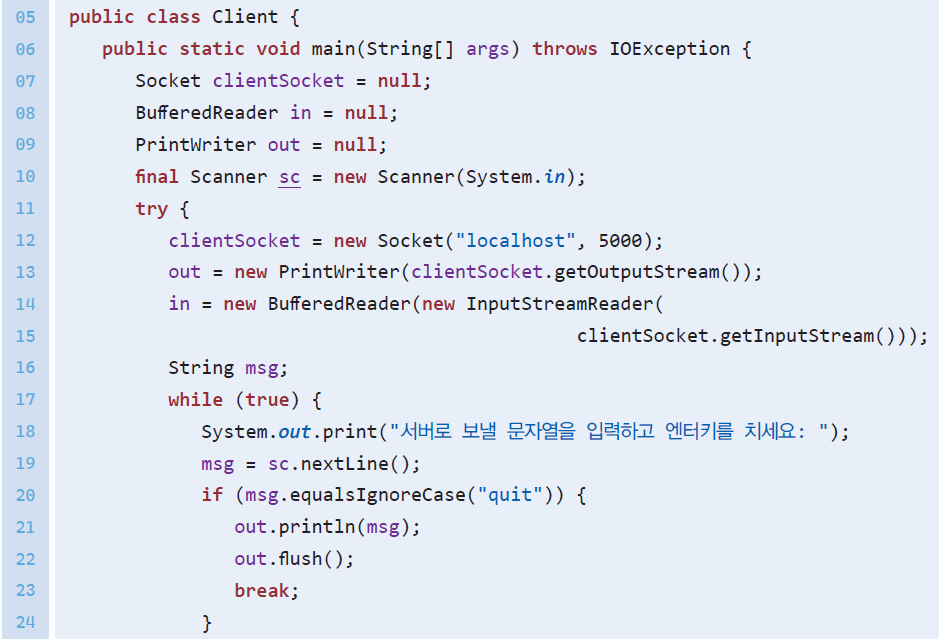 05 public class Client {
06 public static void main(String[] args) throws IOException {
07 Socket clientSocket = null;
08 BufferedReader in = null;
09 PrintWriter out = null;
10 final Scanner sc = new Scanner(System.in);
11 try {
12 clientSocket = new Socket("localhost", 5000);
13 out = new PrintWriter(clientSocket.getOutputStream());
14 in = new BufferedReader(new InputStreamReader(
15 clientSocket.getInputStream()));
16 String msg;
17 while (true) {
18 System.out.print("서버로 보낼 문자열을 입력하고 엔터키를 치세요: ");
19 msg = sc.nextLine();
20 if (msg.equalsIgnoreCase("quit")) {
21 out.println(msg);
22 out.flush();
23 break;
24 }